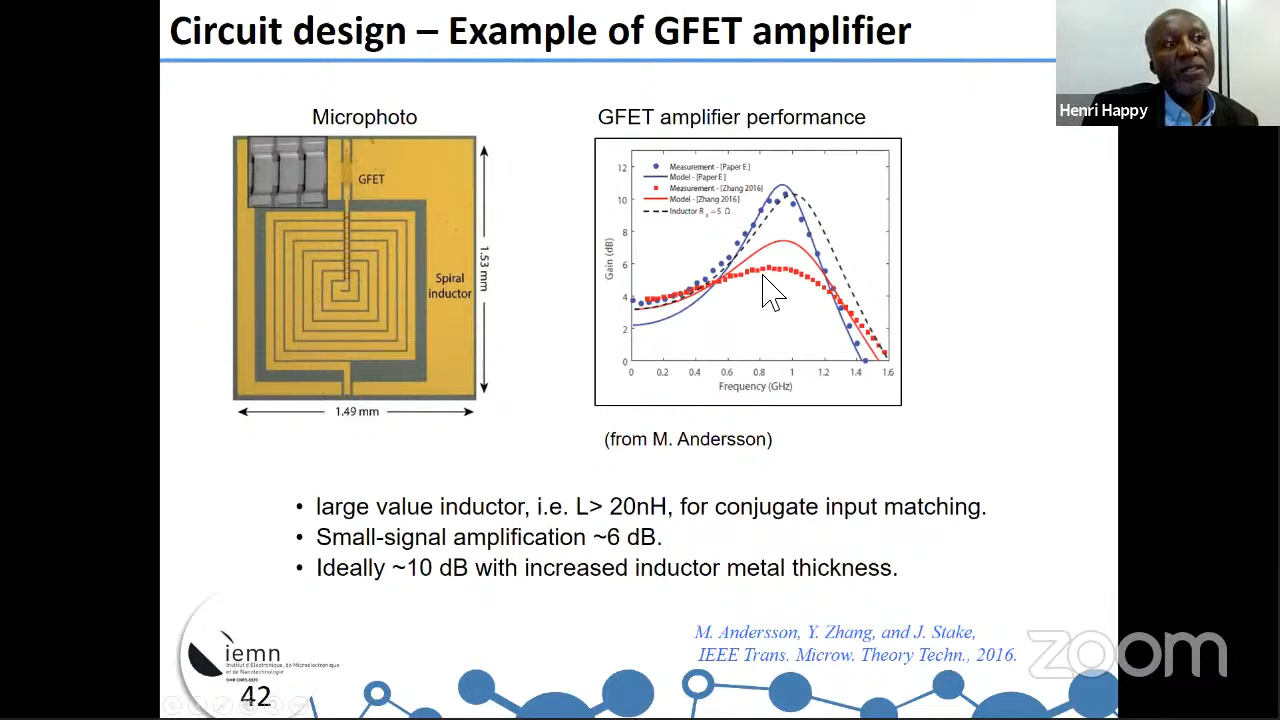 Circuit design – Example of GFET amplifier
Henri Happy
Microphoto
GFET
Spiral
inductor
1.53 mm
1.49 mm
GFET amplifier performance
12
10
8
6
4
2
0
Gain (dB)
Measurement - [Paper E]
Model - [Paper E]
Measurement - [Zhang 2016]
Model - [Zhang 2016]
Inductor R g = 5 Ω
0 0.2 0.4 0.6 0.8 1 1.2 1.4 1.6
Frequency (GHz)
(from M. Andersson)
• large value inductor, i.e. L> 20nH, for conjugate input matching.
• Small-signal amplification ~6 dB.
• Ideally ~10 dB with increased inductor metal thickness.
M. Andersson, Y. Zhang, and J. Stake,
IEEE Trans. Microw. Theory Techn., 2016.
iemn
Institut d'Electronique, de Microélectronique
et de Nanotechnologie
UMR CNRS 8520
42
zoom